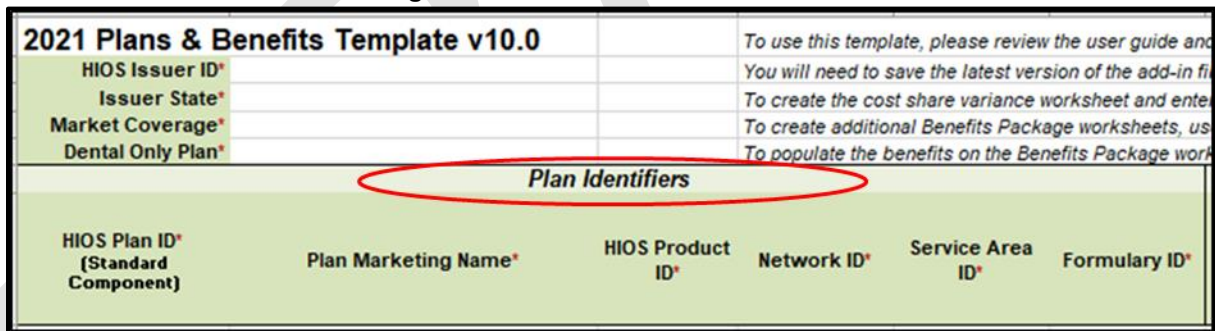 2021 Plans & Benefits Template v10.0
To use this template, please review the user guide and
HIOS Issuer ID*
You will need to save the latest version of the add-in
Issuer State*
To create the cost share variance worksheet and ente
Market Coverage*
To create additional Benefits Package worksheets, us
Dental Only Plan*
To populate the benefits on the Benefits Package work
Plan Identifiers
HIOS Plan ID*
(Standard
Component)
Plan Marketing Name*
HIOS Product
ID*
Network ID*
Service Area
ID*
Formulary ID*